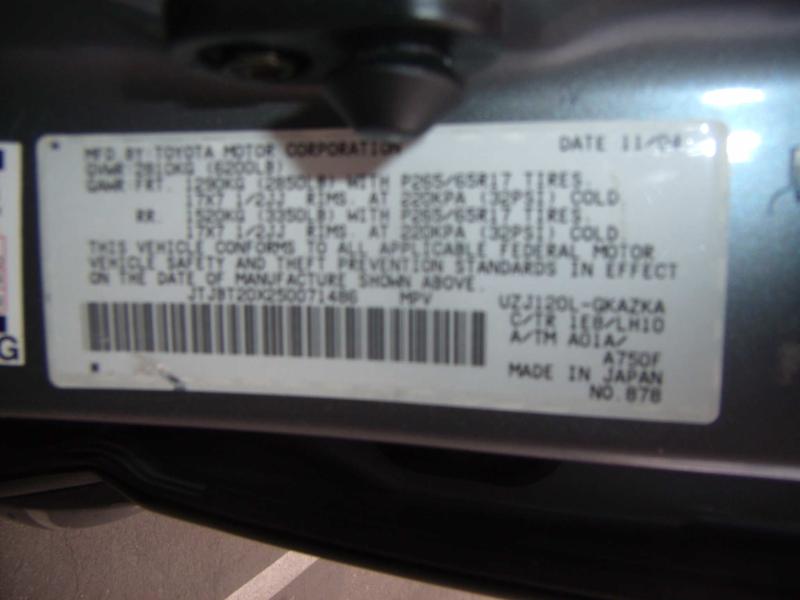 MFD. BY: TOYOTA MOTOR CORPORATION DATE 11/04
GVWR 2810KG (6200LB)
GAWR FRT. 1290KG (2850LB) WITH P265/65R17 TIRES.
17X7 1/2JJ RIMS. AT 220KPA (32PSI) COLD
RR. 1520KG (3350LB) WITH P265/65R17 TIRES.
17X7 1/2JJ RIMS. AT 220KPA (32PSI) COLD
THIS VEHICLE CONFORMS TO ALL APPLICABLE FEDERAL MOTOR
VEHICLE SAFETY AND THEFT PREVENTION STANDARDS IN EFFECT
ON THE DATE OF MANUFACTURE SHOWN ABOVE.
JTJBT20X250071486 MPV UZJ120L-GKAZKA
C/TR 1E8/LH10
A/TM A01A/
A750F
MADE IN JAPAN
NO.878
G